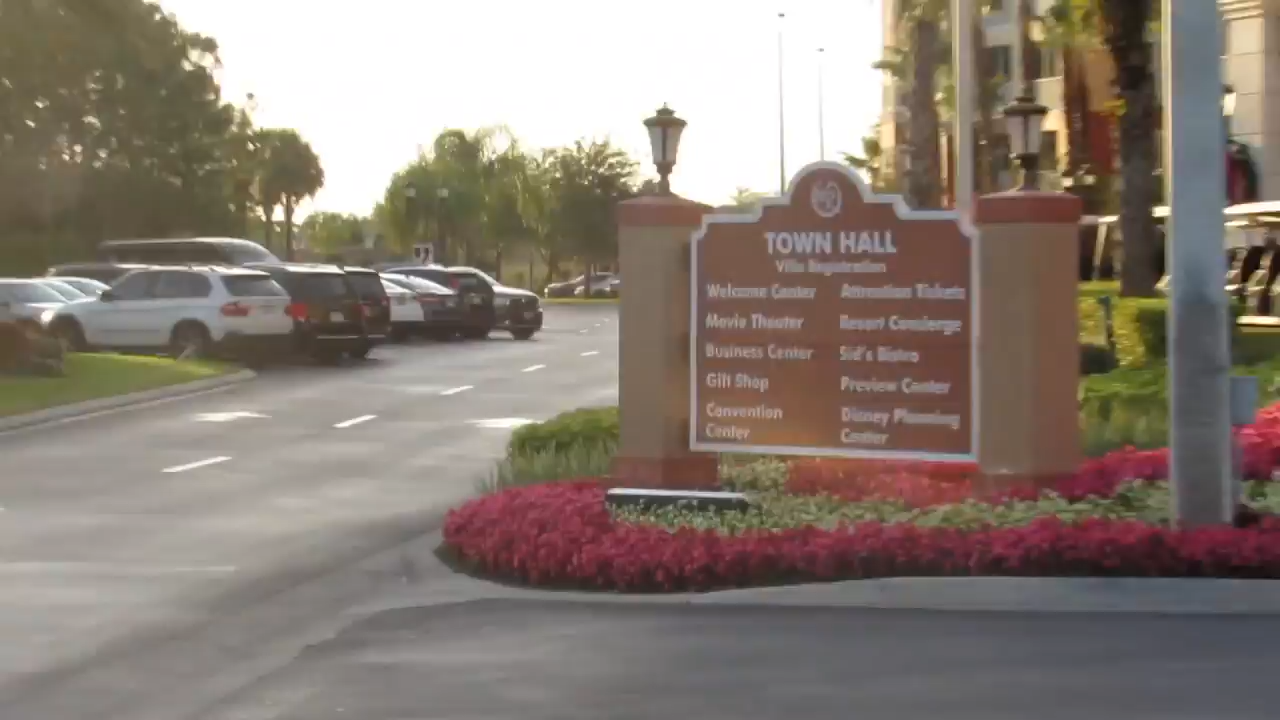 TOWN HALL
Villa Registration
Welcome Center
Movie Theater
Business Center
Gift Shop
Convention
Center
Attraction Tickets
Resort Concierge
Sid's Bistro
Preview Center
Disney Planning
Center